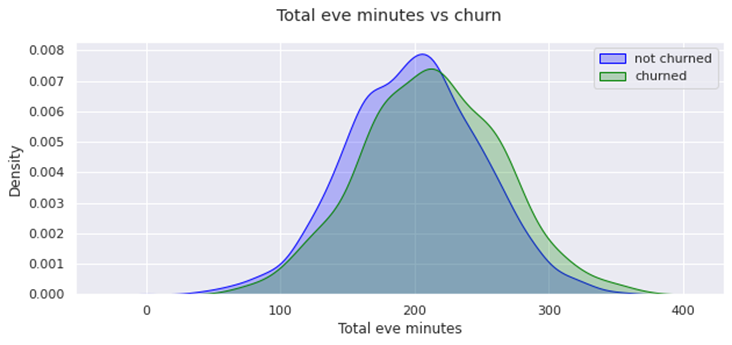 Total eve minutes vs churn
not churned
churned
0.008
0.007
0.006
0.005
0.004
0.003
0.002
0.001
0.000
Density
0
100
200
300
400
Total eve minutes